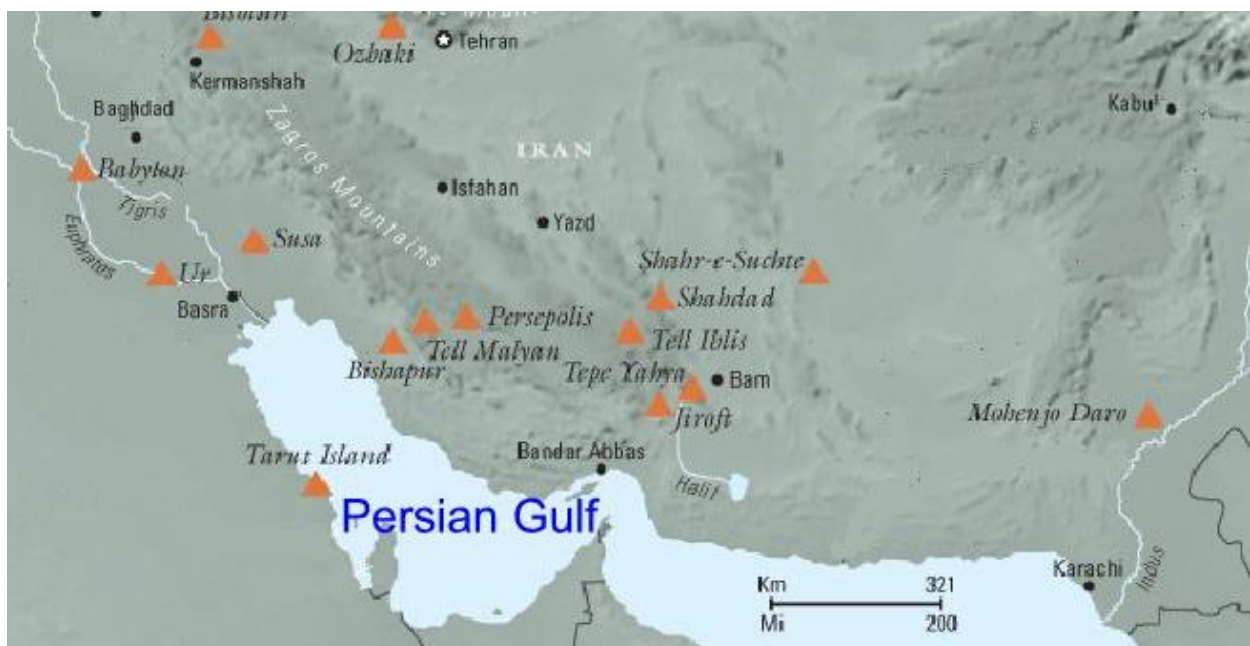 Ozbaki
Tehran
Kermanshah
Baghdad
Kabul
Zagros Mountains
IRAN
Babylon
Tigris
Isfahan
Yazd
Euphrates
Susa
Ur
Basra
Shahr-e-Suchte
Shahdad
Persepolis
Tell Malyan
Bishapur
Tell Iblis
Tepe Yahya
Bam
Jiroft
Mohenjo Daro
Tarut Island
Bandar Abbas
Halil
Persian Gulf
Karachi
Indus
Km 321
Mi 200